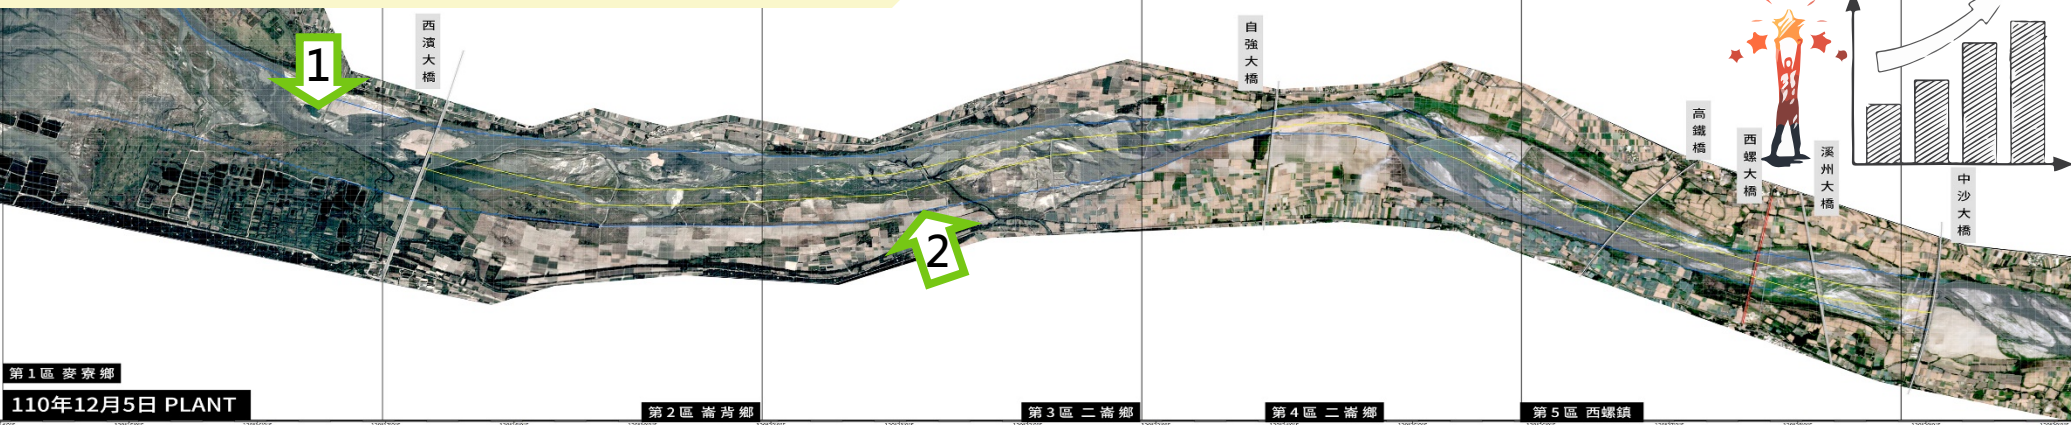 西濱大橋
自強大橋
高鐵橋
西螺大橋
溪州大橋
中沙大橋
1
2
第1區 麥寮鄉
110年12月5日 PLANT
第2區 崙背鄉
第3區 二崙鄉
第4區 二崙鄉
第5區 西螺鎮